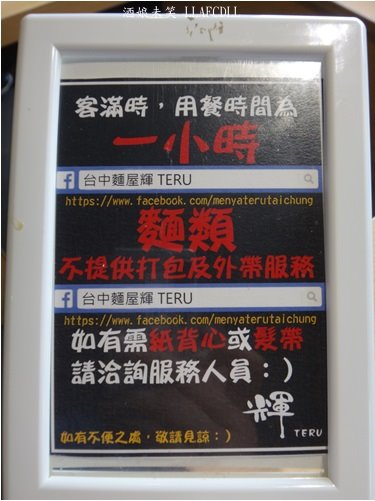 酒娘未笑 LLAFCDLL
客滿時，用餐時間為
一小時
f 台中麵屋輝 TERU
https://www.facebook.com/menyaterutaichung
麵類
不提供打包及外帶服務
f 台中麵屋輝 TERU
https://www.facebook.com/menyaterutaichung
如有需紙背心或髮帶
請洽詢服務人員：)
輝 TERU
如有不便之處，敬請見諒：)